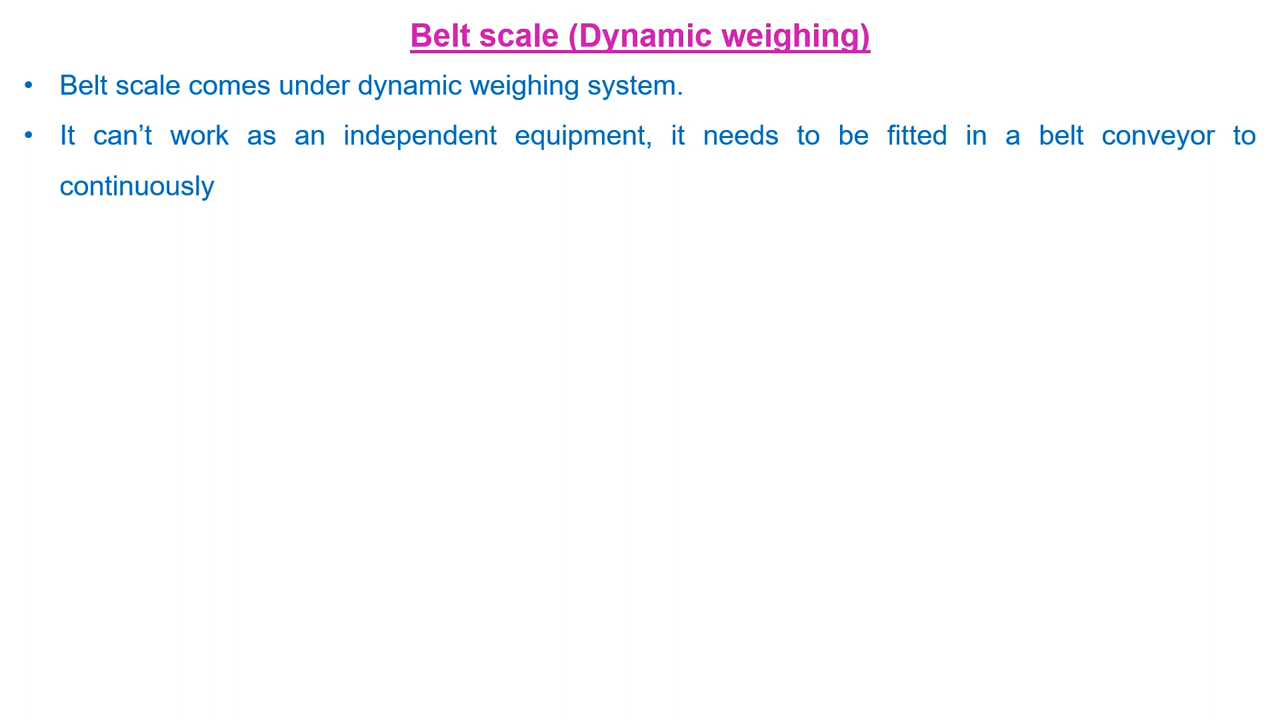 Belt scale (Dynamic weighing)
• Belt scale comes under dynamic weighing system.
• It can’t work as an independent equipment, it needs to be fitted in a belt conveyor to
continuously